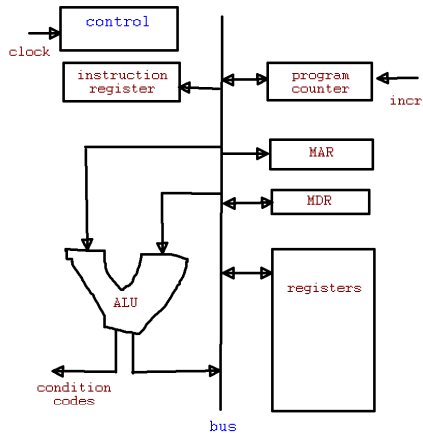 control
clock
instruction
register
program
counter
incr
MAR
MDR
ALU
registers
condition
codes
bus